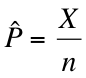 P̂ = X/n